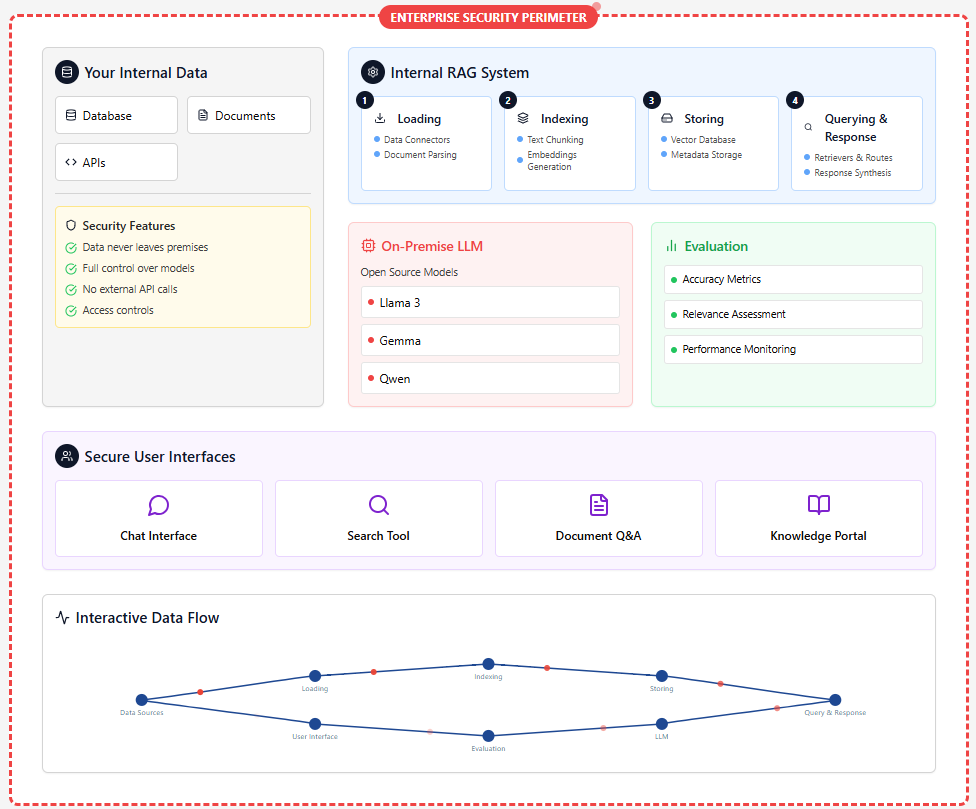 ENTERPRISE SECURITY PERIMETER
Your Internal Data
Database
Documents
APIs
Security Features
Data never leaves premises
Full control over models
No external API calls
Access controls
Internal RAG System
1
Loading
Data Connectors
Document Parsing
2
Indexing
Text Chunking
Embeddings
Generation
3
Storing
Vector Database
Metadata Storage
4
Querying &
Response
Retrievers & Routes
Response Synthesis
On-Premise LLM
Open Source Models
Llama 3
Gemma
Qwen
Evaluation
Accuracy Metrics
Relevance Assessment
Performance Monitoring
Secure User Interfaces
Chat Interface
Search Tool
Document Q&A
Knowledge Portal
Interactive Data Flow
Data Sources
Loading
Indexing
Storing
Query & Response
User Interface
Evaluation
LLM